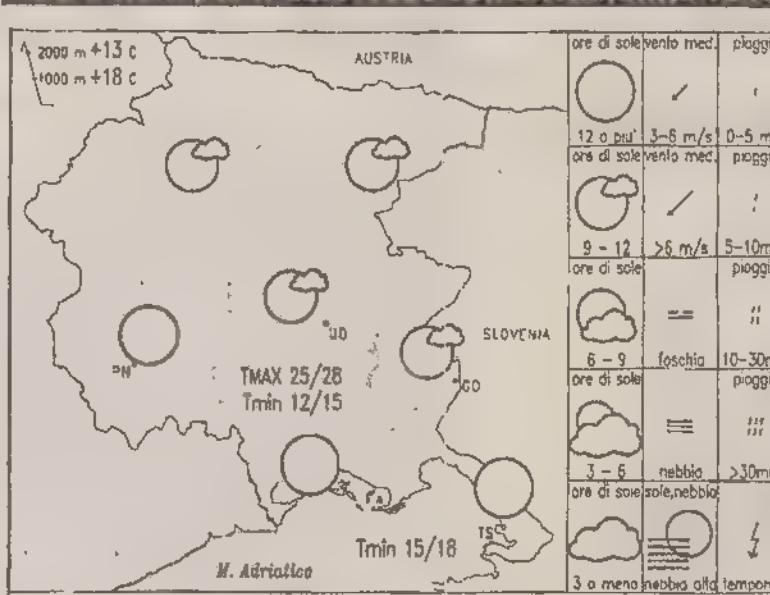 2000 m +13 c
1000 m +18 c
AUSTRIA
UD
PN
SLOVENIA
GO
TMAX 25/28
Tmin 12/15
TS
Tmin 15/18
M. Adriatico
ore di sole vento med. pioggi
12 o piu' 3-6 m/s 0-5 m
ore di sole vento med. pioggi
9 - 12 >6 m/s 5-10m
ore di sole pioggi
6 - 9 foschia 10-30m
ore di sole pioggi
3 - 6 nebbia >30m
ore di sole sole,nebbia
3 o meno nebbia alta tempor